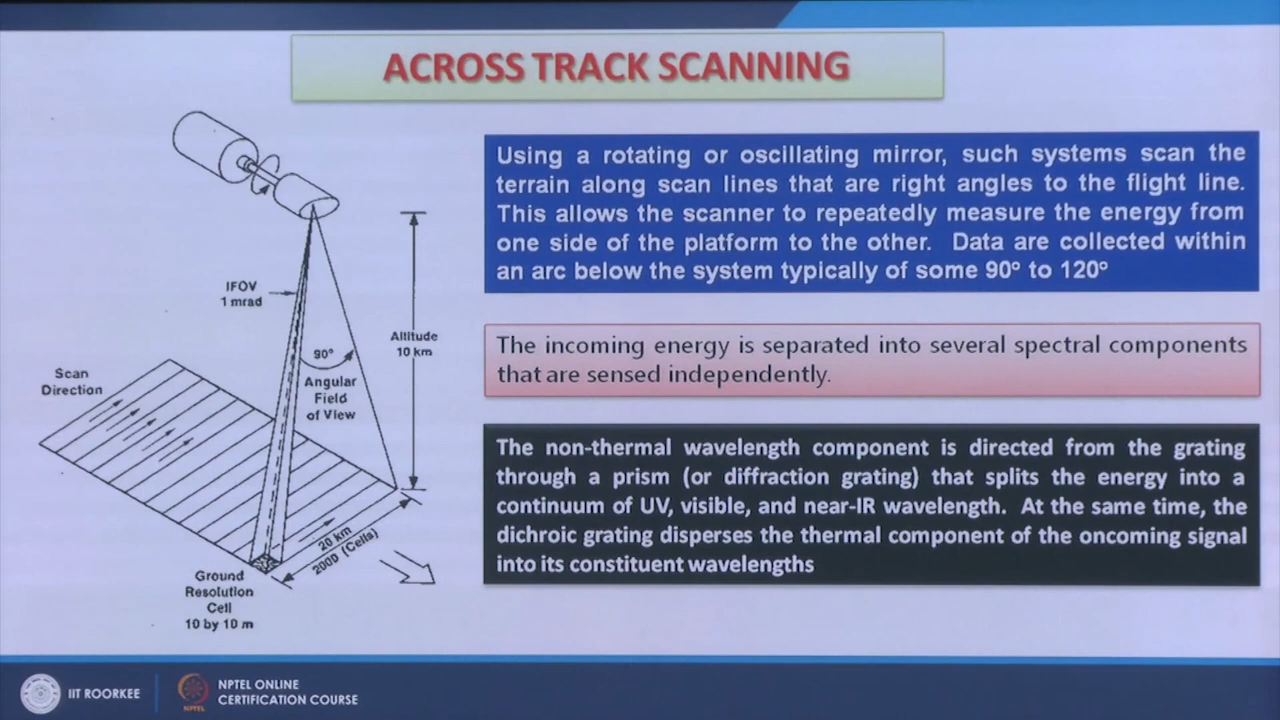 ACROSS TRACK SCANNING
IFOV
1 mrad
Altitude
10 km
90°
Angular
Field
of View
Scan
Direction
20 km
2000 (Cells)
Ground
Resolution
Cell
10 by 10 m
Using a rotating or oscillating mirror, such systems scan the
terrain along scan lines that are right angles to the flight line.
This allows the scanner to repeatedly measure the energy from
one side of the platform to the other. Data are collected within
an arc below the system typically of some 90° to 120°
The incoming energy is separated into several spectral components
that are sensed independently.
The non-thermal wavelength component is directed from the grating
through a prism (or diffraction grating) that splits the energy into a
continuum of UV, visible, and near-IR wavelength. At the same time, the
dichroic grating disperses the thermal component of the oncoming signal
into its constituent wavelengths
IIT ROORKEE
NPTEL
NPTEL ONLINE
CERTIFICATION COURSE